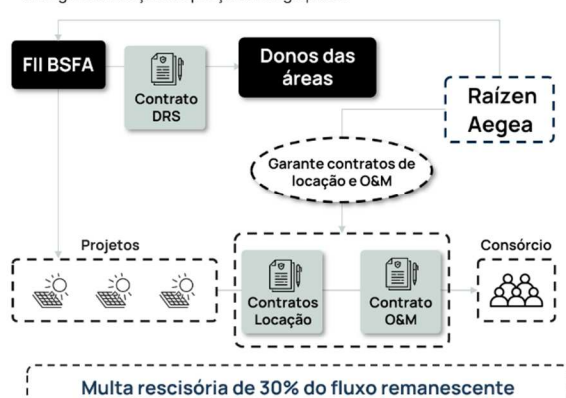 FII BSFA
Contrato
DRS
Donos das
áreas
Raízen
Aegea
Garante contratos de
locação e O&M
Projetos
Contratos
Locação
Contrato
O&M
Consórcio
Multa rescisória de 30% do fluxo remanescente